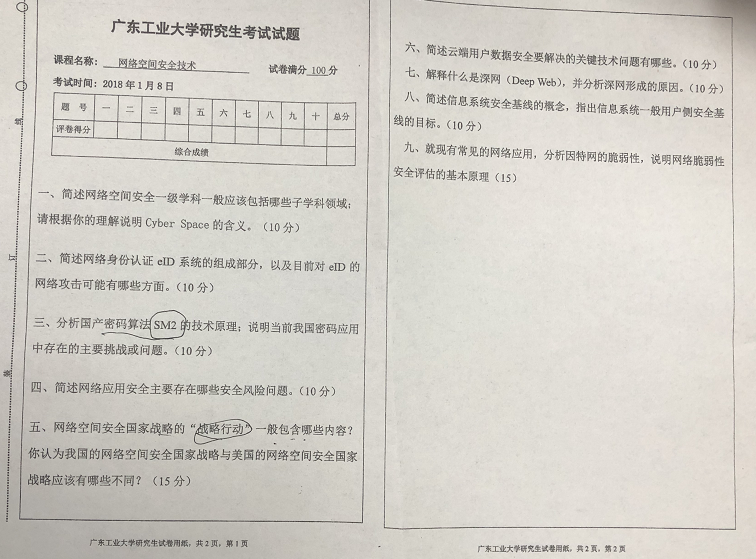 广东工业大学研究生考试试题
课程名称： 网络空间安全技术 试卷满分 100 分
考试时间：2018 年 1 月 8 日
题 号 一 二 三 四 五 六 七 八 九 十 总分
评卷得分
综合成绩
一、简述网络空间安全一级学科一般应该包括哪些子学科领域；
请根据你的理解说明 Cyber Space 的含义。（10 分）
二、简述网络身份认证 eID 系统的组成部分，以及目前对 eID 的
网络攻击可能有哪些方面。（10 分）
三、分析国产密码算法 SM2 的技术原理；说明当前我国密码应用
中存在的主要挑战或问题。（10 分）
四、简述网络应用安全主要存在哪些安全风险问题。（10 分）
五、网络空间安全国家战略的“战略行动”一般包含哪些内容？
你认为我国的网络空间安全国家战略与美国的网络空间安全国家
战略应该有哪些不同？（15 分）
广东工业大学研究生试卷用纸，共 2 页，第 1 页
六、简述云端用户数据安全要解决的关键技术问题有哪些。（10 分）
七、解释什么是深网（Deep Web），并分析深网形成的原因。（10 分）
八、简述信息系统安全基线的概念，指出信息系统一般用户侧安全基
线的目标。（10 分）
九、就现有常见的网络应用，分析因特网的脆弱性，说明网络脆弱性
安全评估的基本原理（15）
广东工业大学研究生试卷用纸，共 2 页，第 2 页
线
订
装